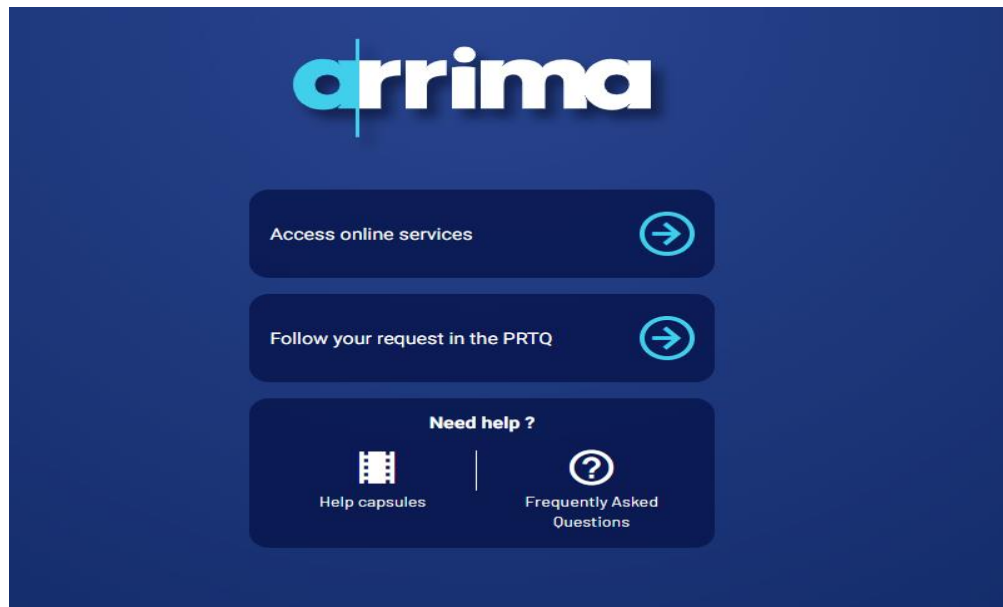 arrima
Access online services
Follow your request in the PRTQ
Need help ?
Help capsules
Frequently Asked
Questions